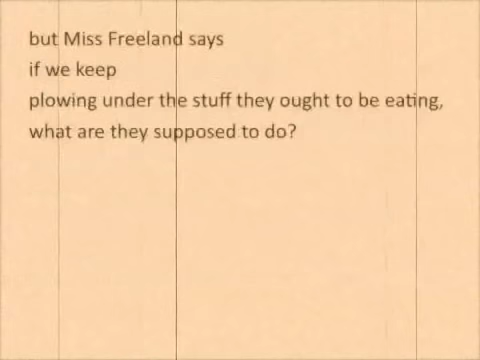 but Miss Freeland says
if we keep
plowing under the stuff they ought to be eating,
what are they supposed to do?